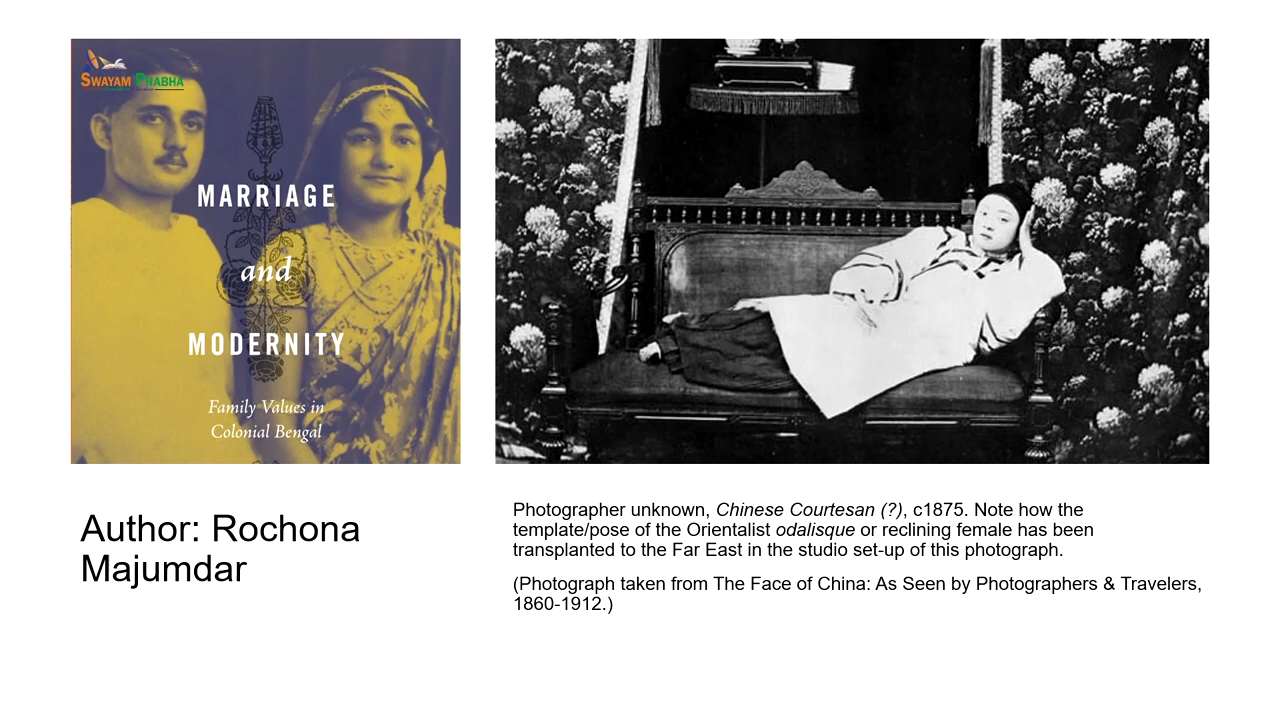 SWAYAM PRABHA
MARRIAGE
and
MODERNITY
Family Values in
Colonial Bengal
Author: Rochona
Majumdar
Photographer unknown, Chinese Courtesan (?), c1875. Note how the
template/pose of the Orientalist odalisque or reclining female has been
transplanted to the Far East in the studio set-up of this photograph.
(Photograph taken from The Face of China: As Seen by Photographers & Travelers,
1860-1912.)